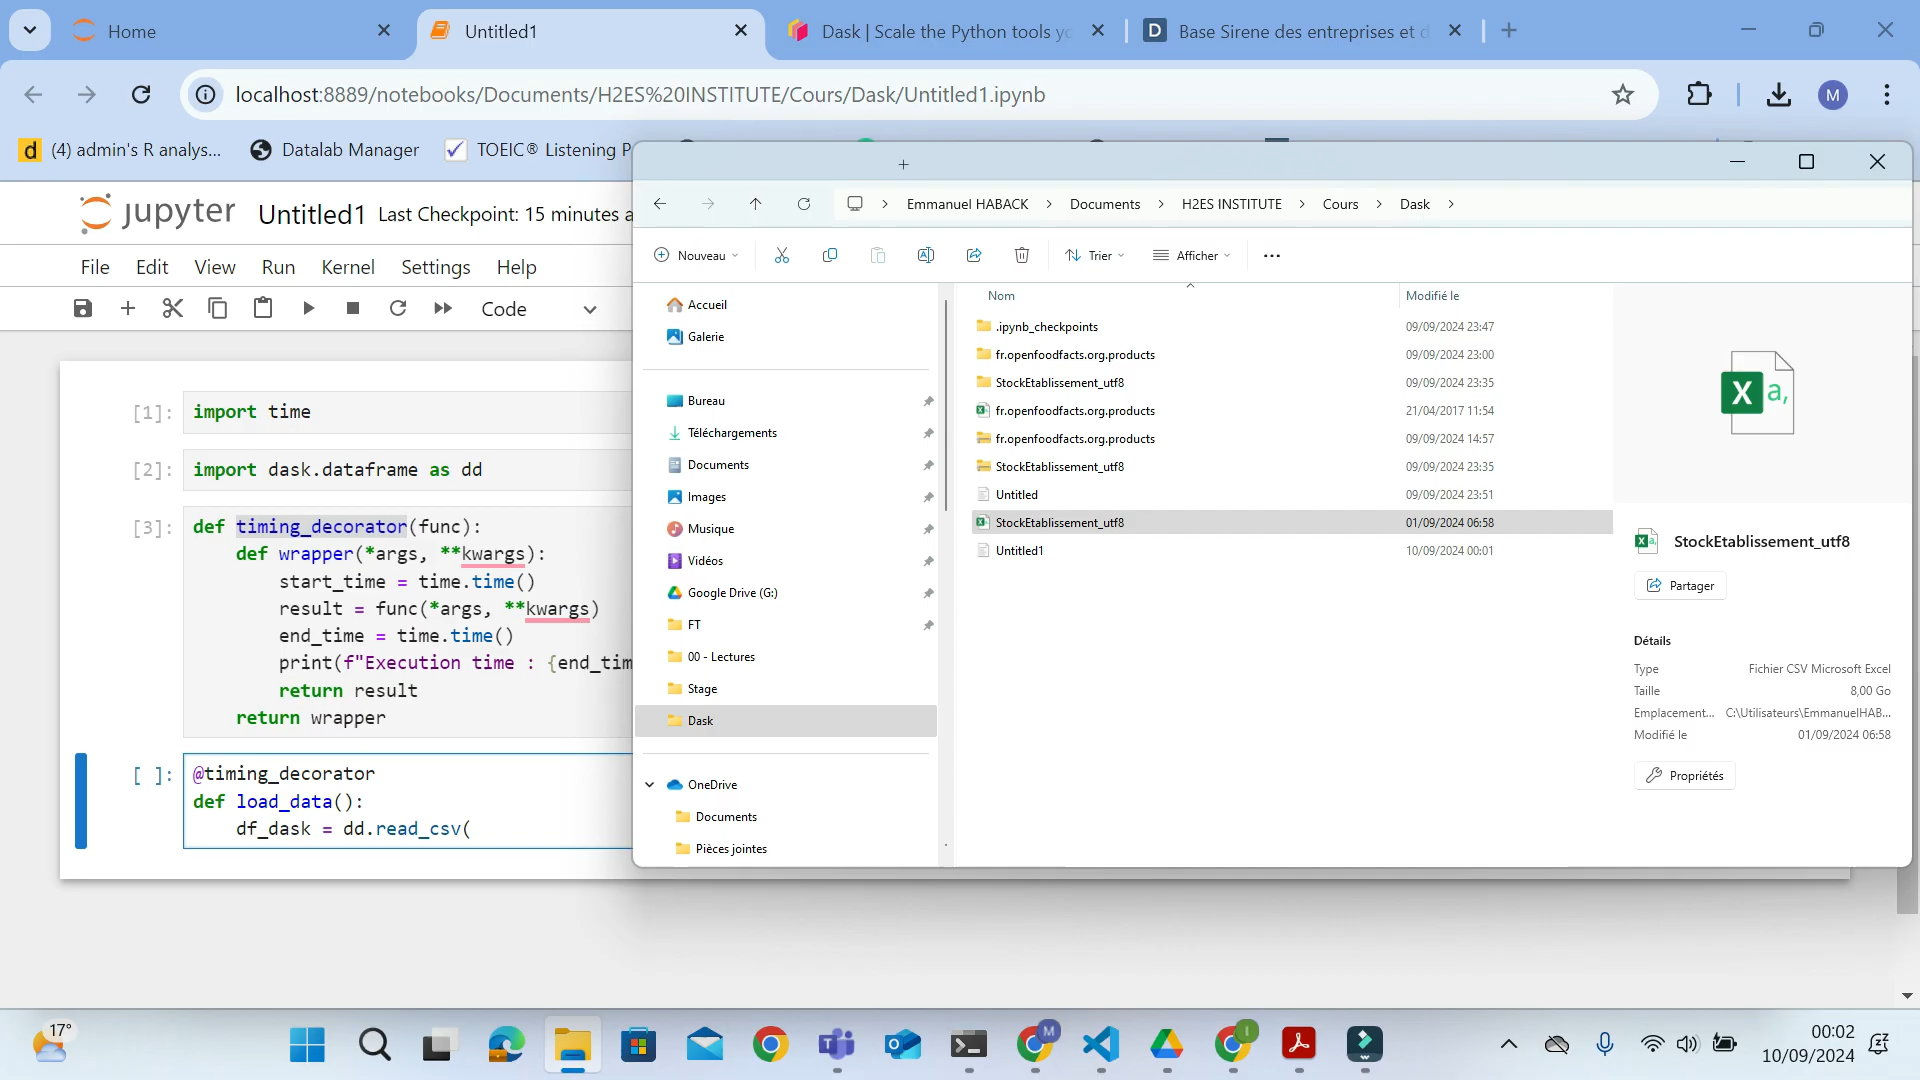 Home
Untitled1
Dask | Scale the Python tools yo
D
Base Sirene des entreprises et d
localhost:8889/notebooks/Documents/H2ES%20INSTITUTE/Cours/Dask/Untitled1.ipynb
M
d (4) admin's R analys...
Datalab Manager
TOEIC® Listening P
jupyter Untitled1 Last Checkpoint: 15 minutes a
File Edit View Run Kernel Settings Help
Code
[1]: import time
[2]: import dask.dataframe as dd
[3]: def timing_decorator(func):
def wrapper(*args, **kwargs):
start_time = time.time()
result = func(*args, **kwargs)
end_time = time.time()
print(f"Execution time : {end_tim
return result
return wrapper
[ ]: @timing_decorator
def load_data():
df_dask = dd.read_csv(
Emmanuel HABACK > Documents > H2ES INSTITUTE > Cours > Dask >
Nouveau
Trier
Afficher
Accueil
Galerie
Bureau
Téléchargements
Documents
Images
Musique
Vidéos
Google Drive (G:)
FT
00 - Lectures
Stage
Dask
OneDrive
Documents
Pièces jointes
Nom Modifié le
.ipynb_checkpoints 09/09/2024 23:47
fr.openfoodfacts.org.products 09/09/2024 23:00
StockEtablissement_utf8 09/09/2024 23:35
fr.openfoodfacts.org.products 21/04/2017 11:54
fr.openfoodfacts.org.products 09/09/2024 14:57
StockEtablissement_utf8 09/09/2024 23:35
Untitled 09/09/2024 23:51
StockEtablissement_utf8 01/09/2024 06:58
Untitled1 10/09/2024 00:01
X a,
StockEtablissement_utf8
Partager
Détails
Type Fichier CSV Microsoft Excel
Taille 8,00 Go
Emplacement... C:\Utilisateurs\EmmanuelHAB...
Modifié le 01/09/2024 06:58
Propriétés
17°
M
I
00:02
10/09/2024